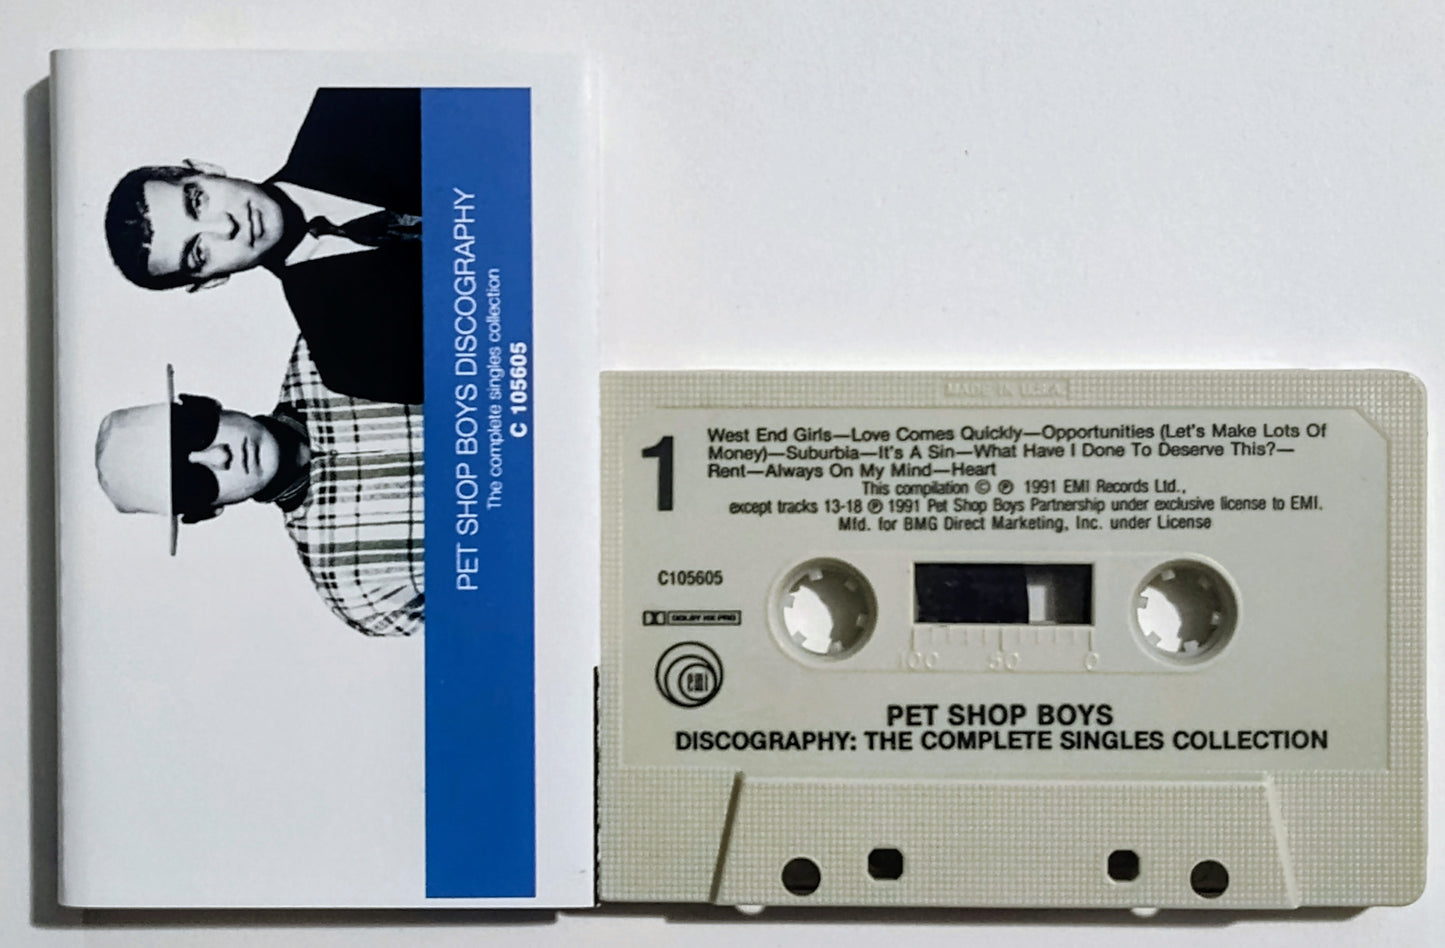 PET SHOP BOYS DISCOGRAPHY
The complete singles collection
C 105605
MADE IN U.S.A.
1
West End Girls—Love Comes Quickly—Opportunities (Let's Make Lots Of
Money)—Suburbia—It's A Sin—What Have I Done To Deserve This?—
Rent—Always On My Mind—Heart
This compilation © ℗ 1991 EMI Records Ltd.,
except tracks 13-18 ℗ 1991 Pet Shop Boys Partnership under exclusive license to EMI.
Mfd. for BMG Direct Marketing, Inc. under License
C105605
DOLBY HX PRO
100 50 0
EMI
PET SHOP BOYS
DISCOGRAPHY: THE COMPLETE SINGLES COLLECTION